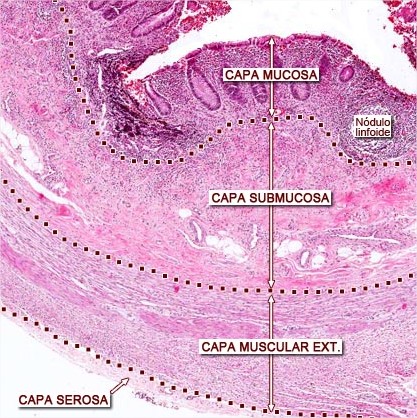 CAPA MUCOSA
Nódulo
linfoide
CAPA SUBMUCOSA
CAPA MUSCULAR EXT.
CAPA SEROSA